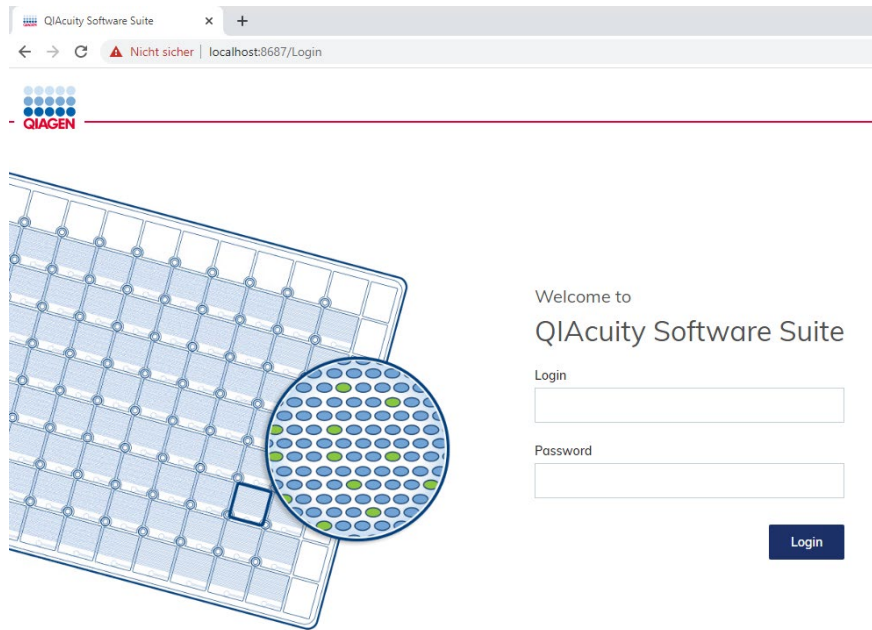 QIAcuity Software Suite
Nicht sicher | localhost:8687/Login
QIAGEN
Welcome to
QIAcuity Software Suite
Login
Password
Login